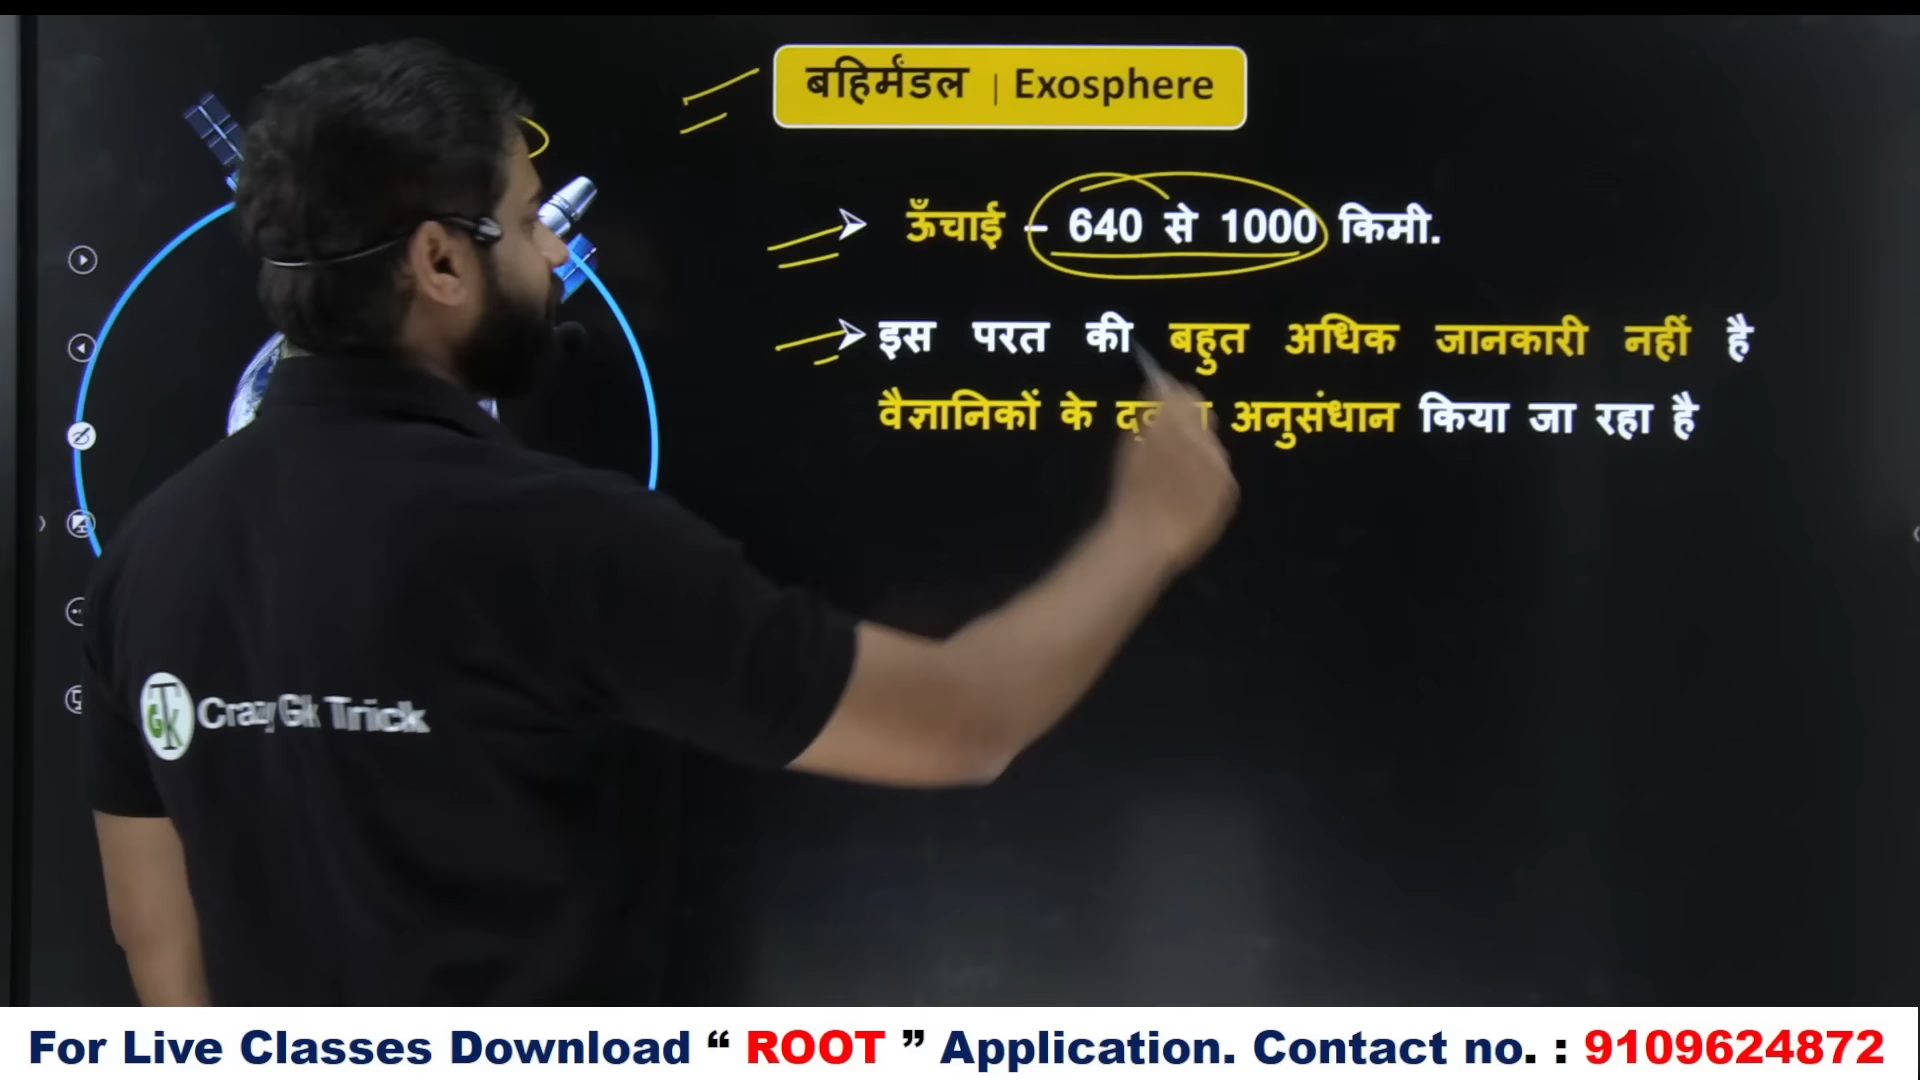 बहिर्मंडल | Exosphere
ऊँचाई – 640 से 1000 किमी.
इस परत की बहुत अधिक जानकारी नहीं है
वैज्ञानिकों के अनुसंधान किया जा रहा है
GK Crazy Gk Trick
For Live Classes Download “ ROOT ” Application. Contact no. : 9109624872